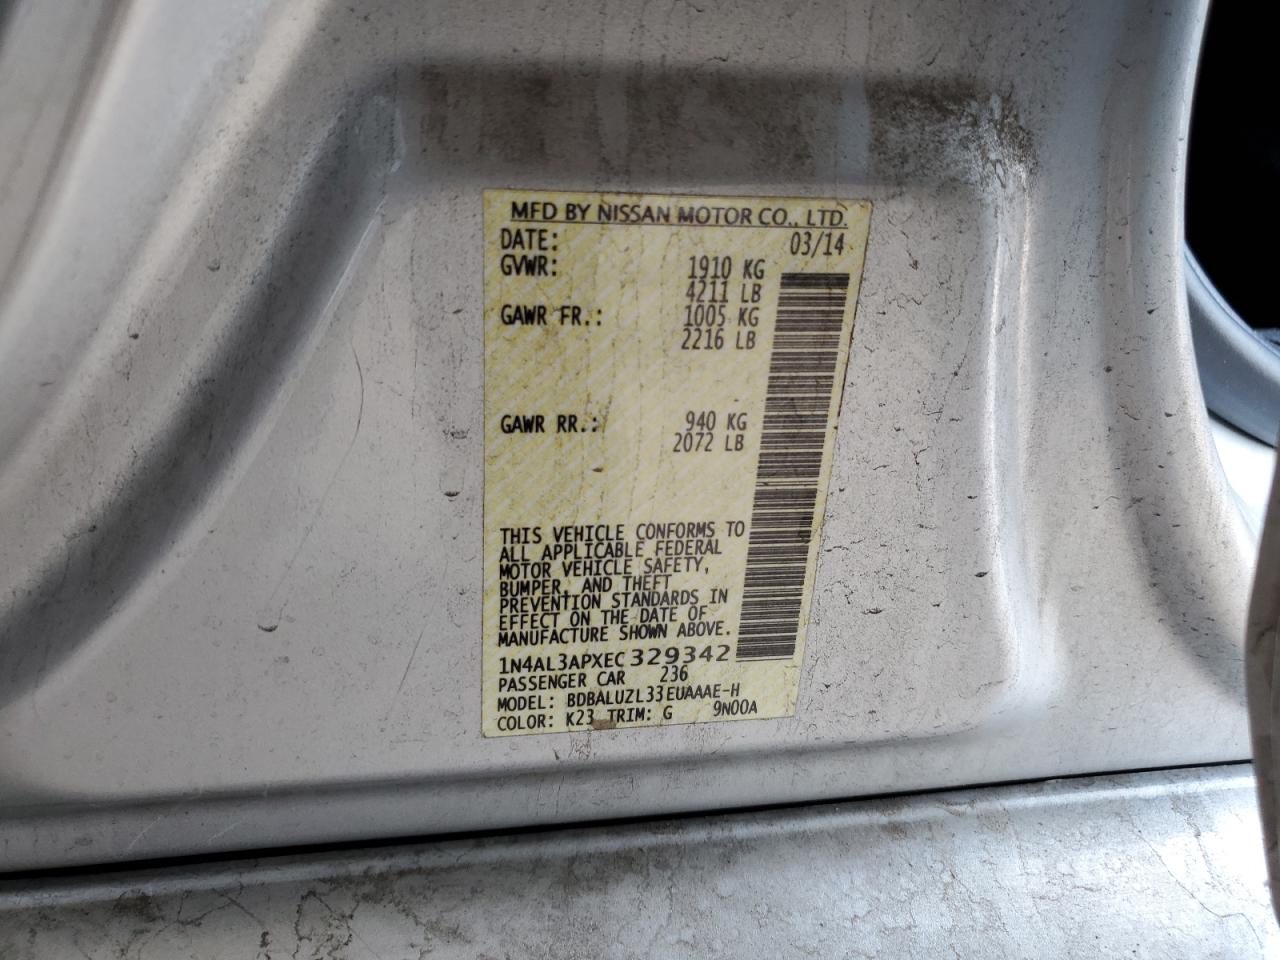 MFD BY NISSAN MOTOR CO., LTD.
DATE: 03/14
GVWR: 1910 KG
4211 LB
GAWR FR.: 1005 KG
2216 LB
GAWR RR.: 940 KG
2072 LB
THIS VEHICLE CONFORMS TO
ALL APPLICABLE FEDERAL
MOTOR VEHICLE SAFETY,
BUMPER, AND THEFT
PREVENTION STANDARDS IN
EFFECT ON THE DATE OF
MANUFACTURE SHOWN ABOVE.
1N4AL3APXEC329342
PASSENGER CAR 236
MODEL: BDBALUZL33EUAAAE-H
COLOR: K23 TRIM: G 9N00A